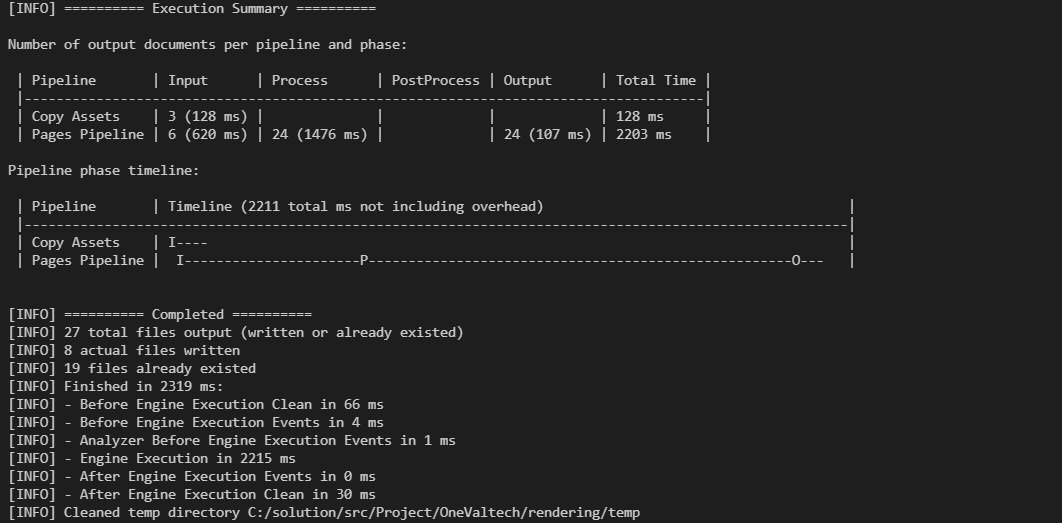 [INFO] ========== Execution Summary ==========
Number of output documents per pipeline and phase:
| Pipeline       | Input      | Process       | PostProcess | Output      | Total Time |
|-------------------------------------------------------------------------------------|
| Copy Assets    | 3 (128 ms) |               |             |             | 128 ms     |
| Pages Pipeline | 6 (620 ms) | 24 (1476 ms) |             | 24 (107 ms) | 2203 ms    |
Pipeline phase timeline:
| Pipeline       | Timeline (2211 total ms not including overhead)                                      |
|-------------------------------------------------------------------------------------------------------|
| Copy Assets    | I----                                                                                |
| Pages Pipeline |  I----------------------P-----------------------------------------------------O---   |
[INFO] ========== Completed ==========
[INFO] 27 total files output (written or already existed)
[INFO] 8 actual files written
[INFO] 19 files already existed
[INFO] Finished in 2319 ms:
[INFO] - Before Engine Execution Clean in 66 ms
[INFO] - Before Engine Execution Events in 4 ms
[INFO] - Analyzer Before Engine Execution Events in 1 ms
[INFO] - Engine Execution in 2215 ms
[INFO] - After Engine Execution Events in 0 ms
[INFO] - After Engine Execution Clean in 30 ms
[INFO] Cleaned temp directory C:/solution/src/Project/OneValtech/rendering/temp